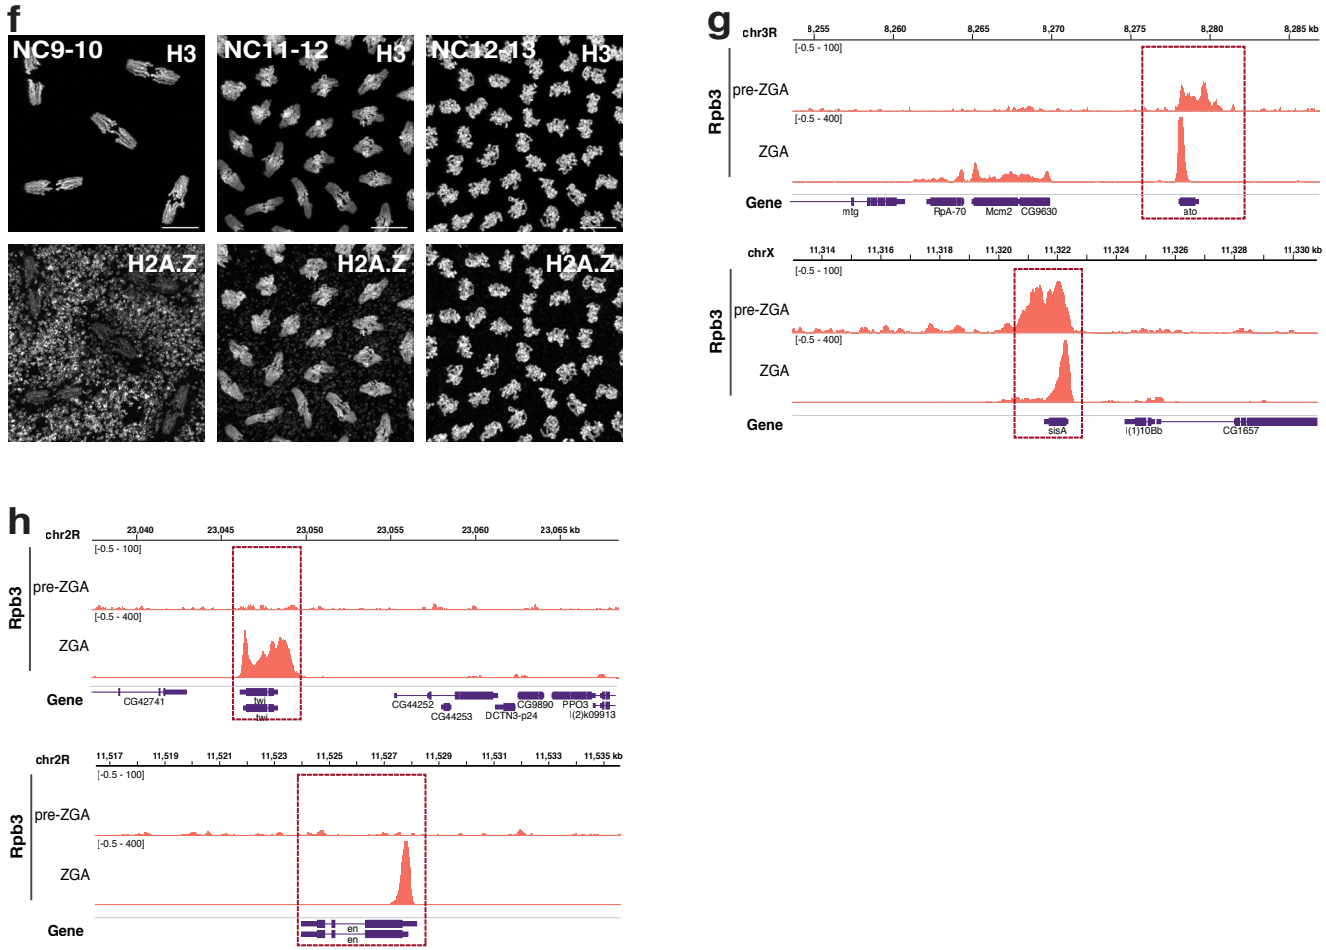 f
NC9-10 H3
NC11-12 H3
NC12-13 H3
H2A.Z
H2A.Z
H2A.Z
g
chr3R 8,255 8,260 8,265 8,270 8,275 8,280 8,285 kb
[-0.5 - 100]
Rpb3
pre-ZGA
[-0.5 - 400]
ZGA
Gene
mtg RpA-70 Mcm2 CG9630 ato
chrX 11,314 11,316 11,318 11,320 11,322 11,324 11,326 11,328 11,330 kb
[-0.5 - 100]
Rpb3
pre-ZGA
[-0.5 - 400]
ZGA
Gene
sisA l(1)10Bb CG1657
h
chr2R 23,040 23,045 23,050 23,055 23,060 23,065 kb
[-0.5 - 100]
Rpb3
pre-ZGA
[-0.5 - 400]
ZGA
Gene
CG42741 twi CG44252 CG9890 PPO3
twi CG44253 DCTN3-p24 l(2)k09913
chr2R 11,517 11,519 11,521 11,523 11,525 11,527 11,529 11,531 11,533 11,535 kb
[-0.5 - 100]
Rpb3
pre-ZGA
[-0.5 - 400]
ZGA
Gene
en
en